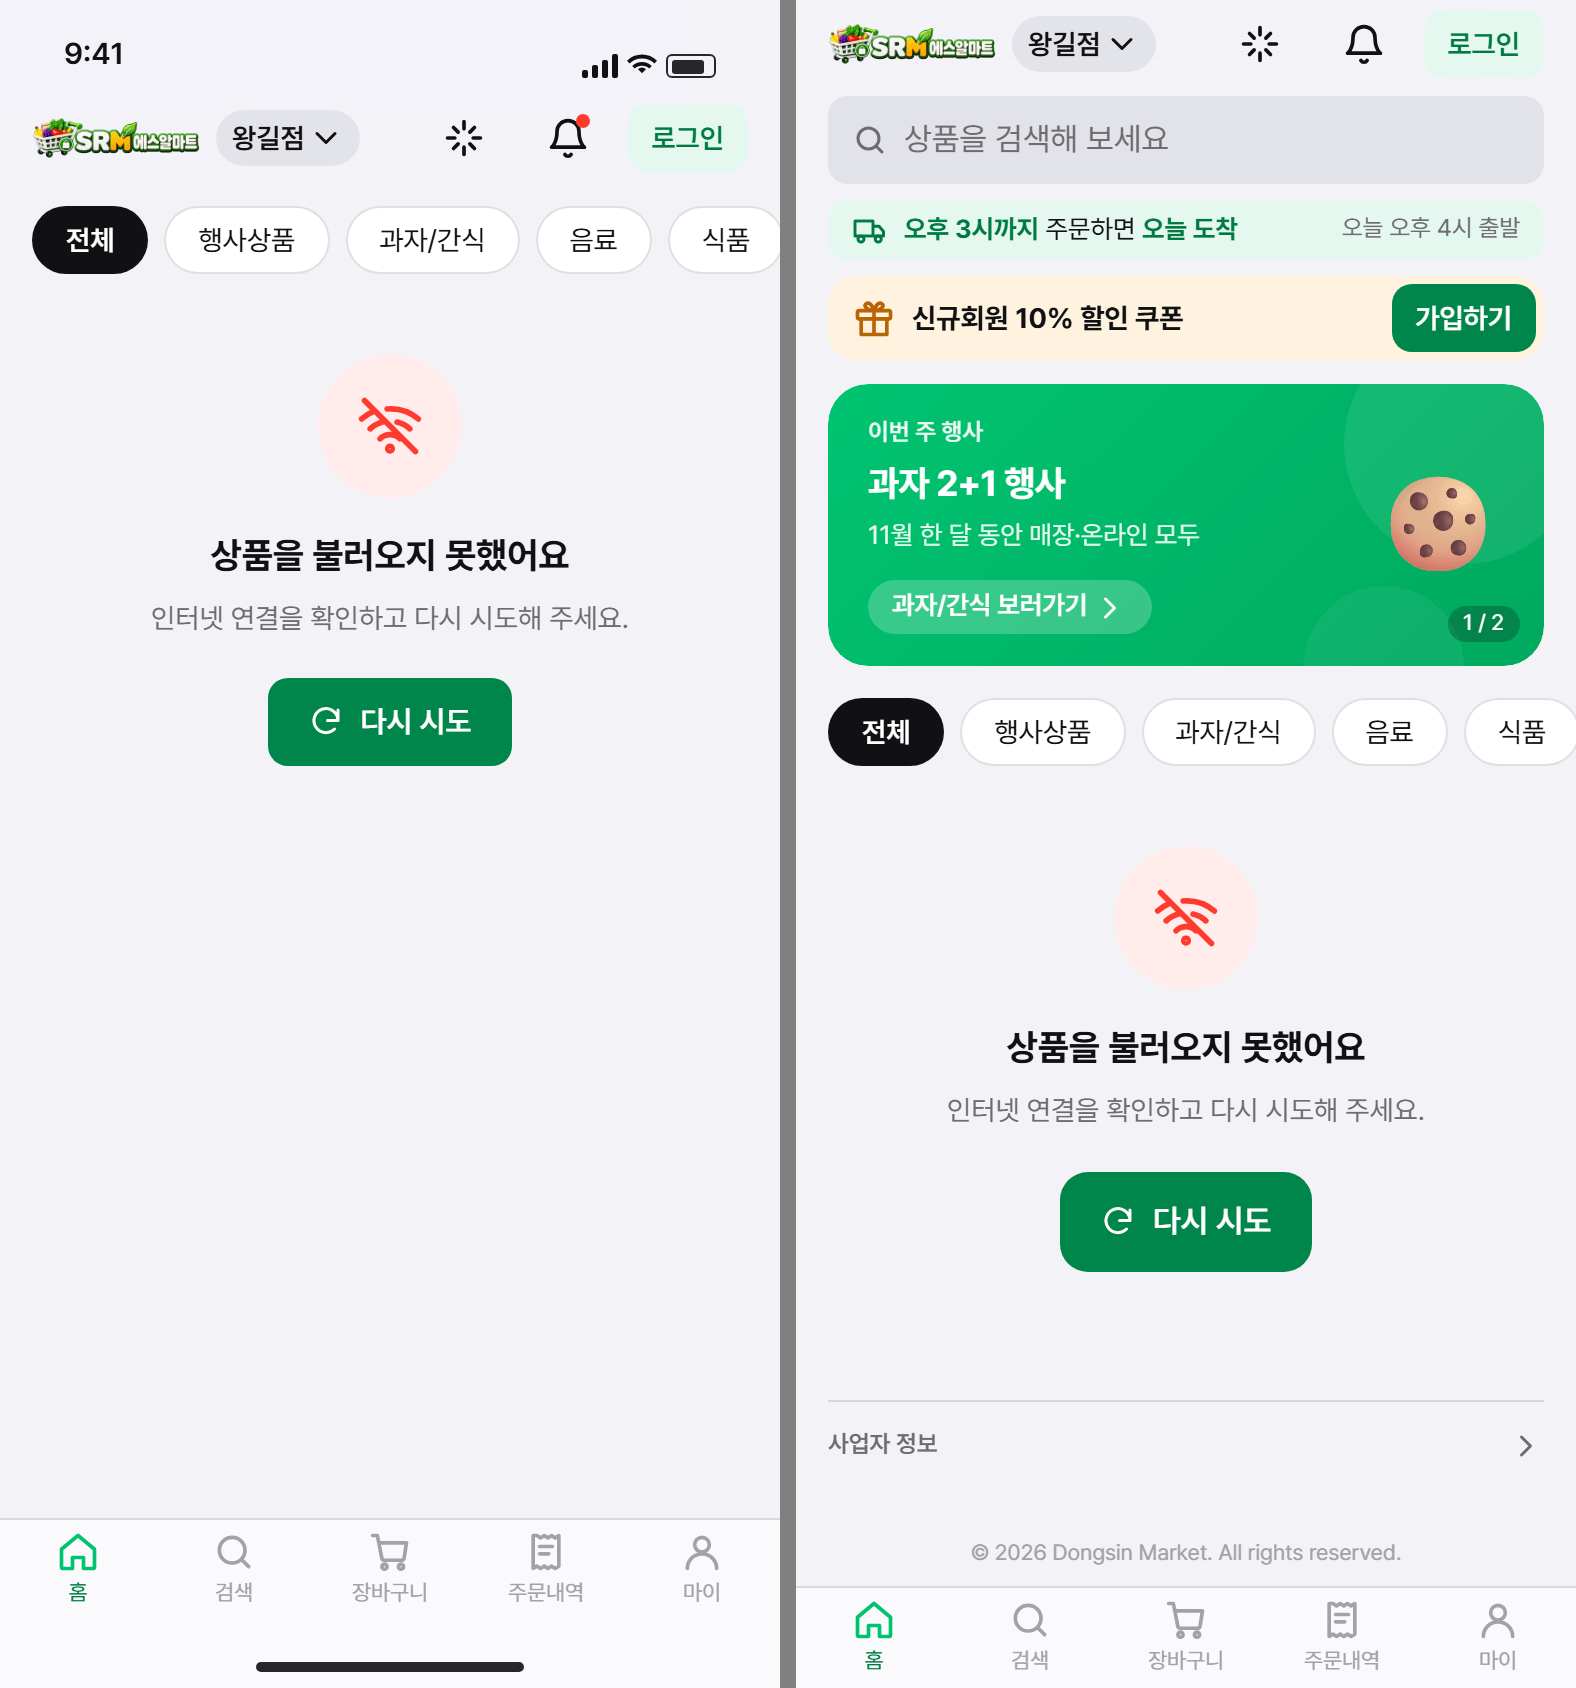 9:41
SRM에스알마트
왕길점
로그인
전체
행사상품
과자/간식
음료
식품
상품을 불러오지 못했어요
인터넷 연결을 확인하고 다시 시도해 주세요.
다시 시도
홈
검색
장바구니
주문내역
마이
SRM에스알마트
왕길점
로그인
상품을 검색해 보세요
오후 3시까지 주문하면 오늘 도착
오늘 오후 4시 출발
신규회원 10% 할인 쿠폰
가입하기
이번 주 행사
과자 2+1 행사
11월 한 달 동안 매장·온라인 모두
과자/간식 보러가기
1 / 2
전체
행사상품
과자/간식
음료
식품
상품을 불러오지 못했어요
인터넷 연결을 확인하고 다시 시도해 주세요.
다시 시도
사업자 정보
© 2026 Dongsin Market. All rights reserved.
홈
검색
장바구니
주문내역
마이